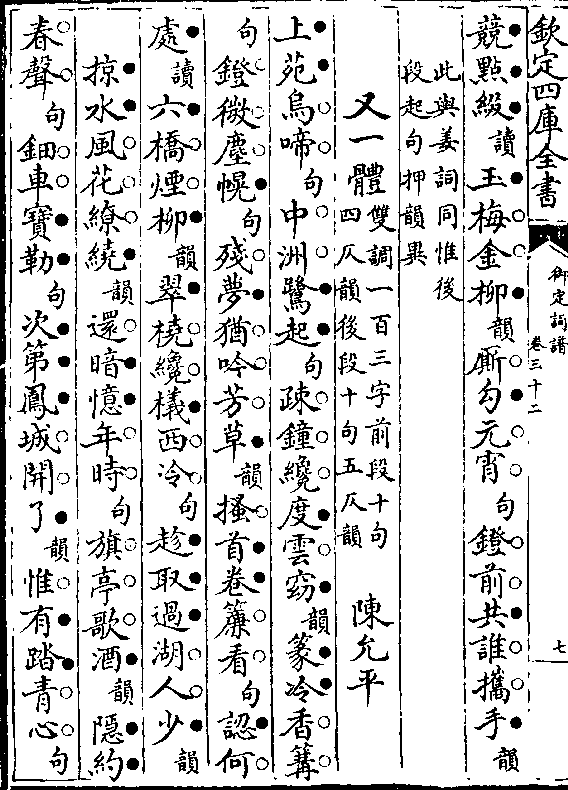 欽定四庫全書
御定詞譜
卷三十二
七
競點綴讀玉梅金柳韻厮勾元宵句鐙前共誰攜手韻
此與姜詞同惟後
段起句押韻異
又一體雙調一百三字前段十句
四仄韻後段十句五仄韻
陳允平
上苑烏啼句中洲鷺起句疎鐘纔度雲窈韻篆冷香篝
句鐙微塵幌句殘夢猶吟芳草韻搔首卷簾看句認何
處讀六橋煙柳韻翠橈纔檥西泠句趁取過湖人少韻
掠水風花繚繞韻還暗憶年時句旗亭歌酒韻隱約
春聲句鈿車寶勒句次第鳳城開了韻惟有踏青心句